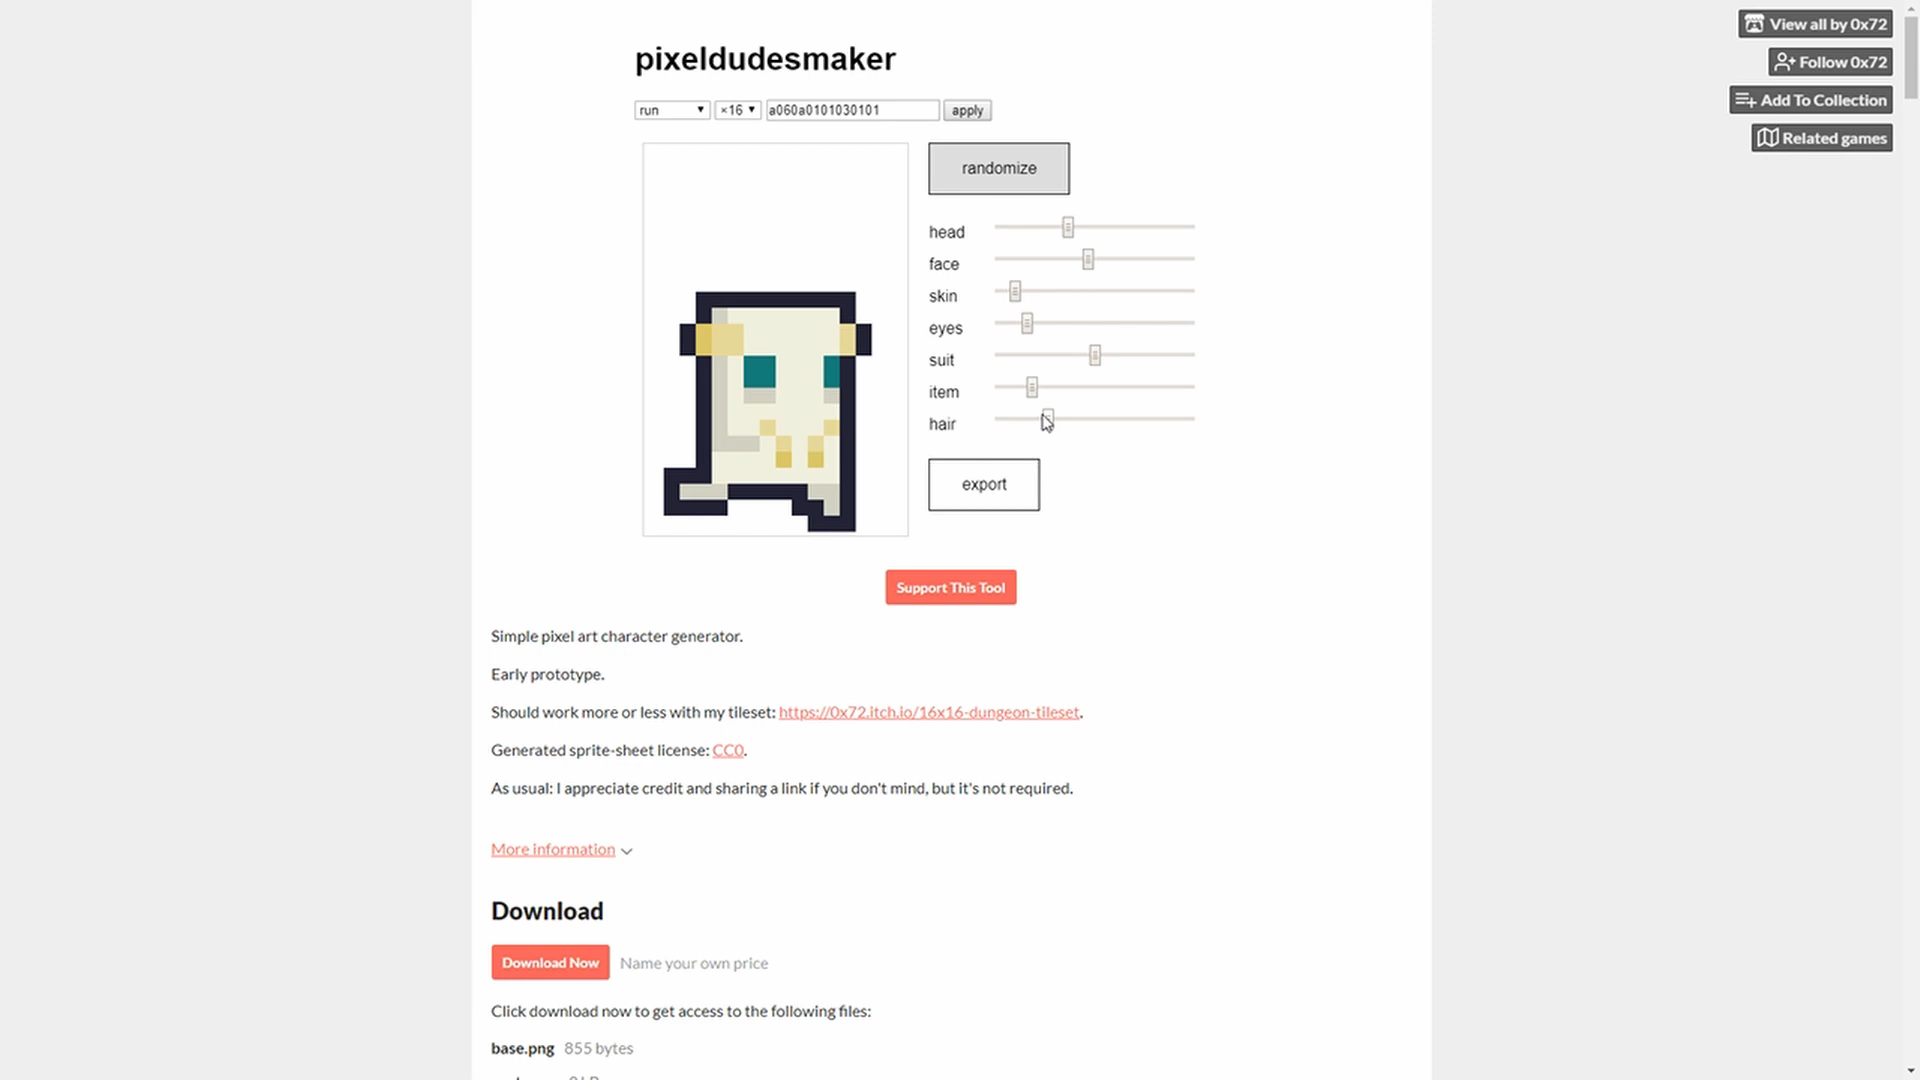 pixeldudesmaker
run ×16 a060a0101030101 apply
randomize
head
face
skin
eyes
suit
item
hair
export
Support This Tool
Simple pixel art character generator.
Early prototype.
Should work more or less with my tileset: https://0x72.itch.io/16x16-dungeon-tileset.
Generated sprite-sheet license: CC0.
As usual: I appreciate credit and sharing a link if you don't mind, but it's not required.
More information
Download
Download Now Name your own price
Click download now to get access to the following files:
base.png 855 bytes
View all by 0x72
Follow 0x72
Add To Collection
Related games